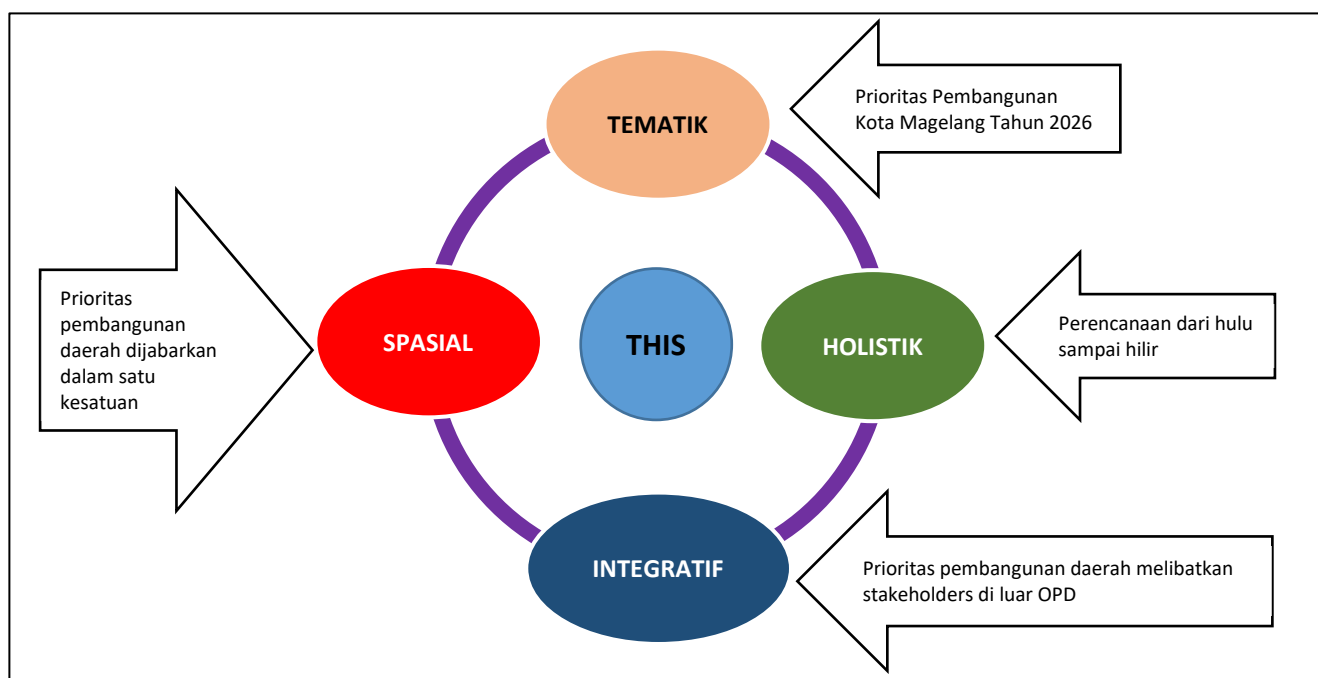 TEMATIK
Prioritas Pembangunan
Kota Magelang Tahun 2026
Prioritas
pembangunan
daerah dijabarkan
dalam satu
kesatuan
SPASIAL
THIS
HOLISTIK
Perencanaan dari hulu
sampai hilir
INTEGRATIF
Prioritas pembangunan daerah melibatkan
stakeholders di luar OPD